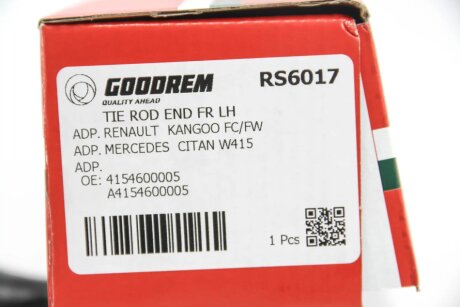 GOODREM RS6017
QUALITY AHEAD
TIE ROD END FR LH
ADP. RENAULT KANGOO FC/FW
ADP. MERCEDES CITAN W415
ADP.
OE: 4154600005
A4154600005
1 Pcs